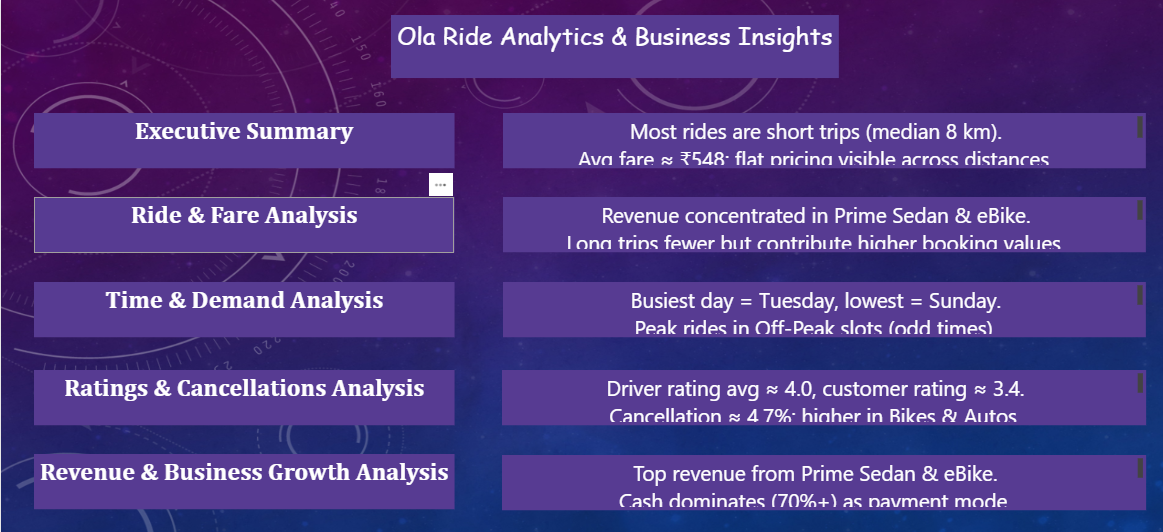 Ola Ride Analytics & Business Insights
Executive Summary
Most rides are short trips (median 8 km).
Avg fare ≈ ₹548; flat pricing visible across distances
Ride & Fare Analysis
Revenue concentrated in Prime Sedan & eBike.
Long trips fewer but contribute higher booking values
Time & Demand Analysis
Busiest day = Tuesday, lowest = Sunday.
Peak rides in Off-Peak slots (odd times)
Ratings & Cancellations Analysis
Driver rating avg ≈ 4.0, customer rating ≈ 3.4.
Cancellation ≈ 4.7%; higher in Bikes & Autos
Revenue & Business Growth Analysis
Top revenue from Prime Sedan & eBike.
Cash dominates (70%+) as payment mode
150
160
200
220